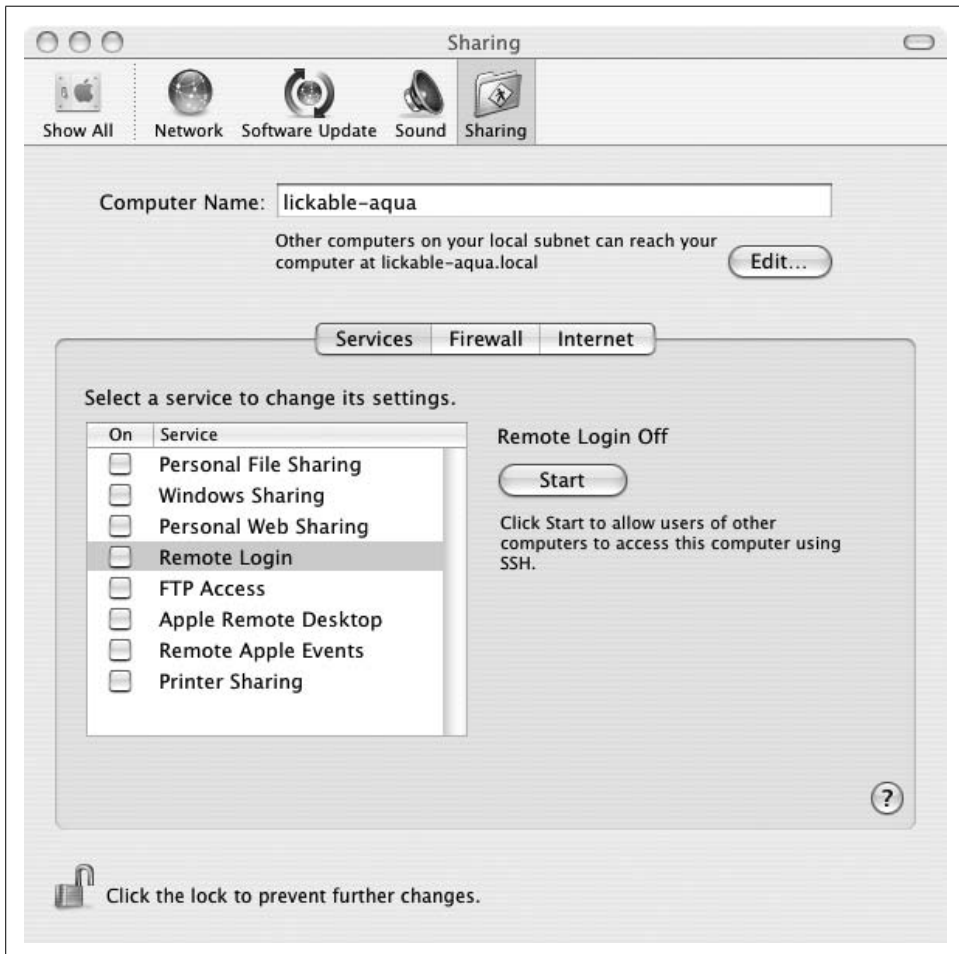 Sharing
Show All
Network
Software Update
Sound
Sharing
Computer Name: lickable-aqua
Other computers on your local subnet can reach your
computer at lickable-aqua.local
Edit...
Services Firewall Internet
Select a service to change its settings.
On Service
Personal File Sharing
Windows Sharing
Personal Web Sharing
Remote Login
FTP Access
Apple Remote Desktop
Remote Apple Events
Printer Sharing
Remote Login Off
Start
Click Start to allow users of other
computers to access this computer using
SSH.
?
Click the lock to prevent further changes.